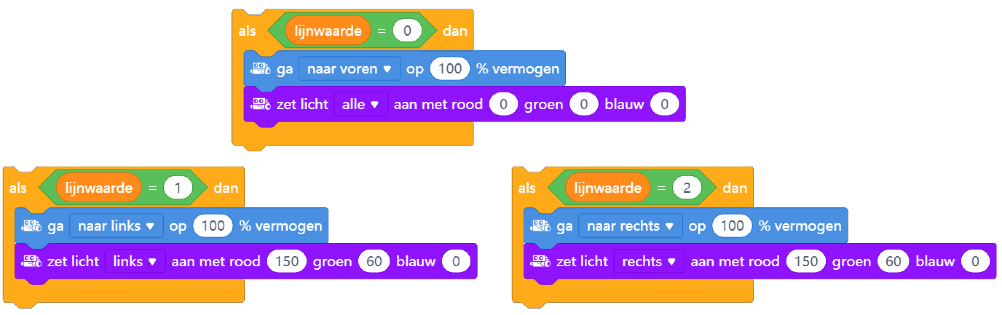 als lijnwaarde = 0 dan
ga naar voren op 100 % vermogen
zet licht alle aan met rood 0 groen 0 blauw 0
als lijnwaarde = 1 dan
ga naar links op 100 % vermogen
zet licht links aan met rood 150 groen 60 blauw 0
als lijnwaarde = 2 dan
ga naar rechts op 100 % vermogen
zet licht rechts aan met rood 150 groen 60 blauw 0